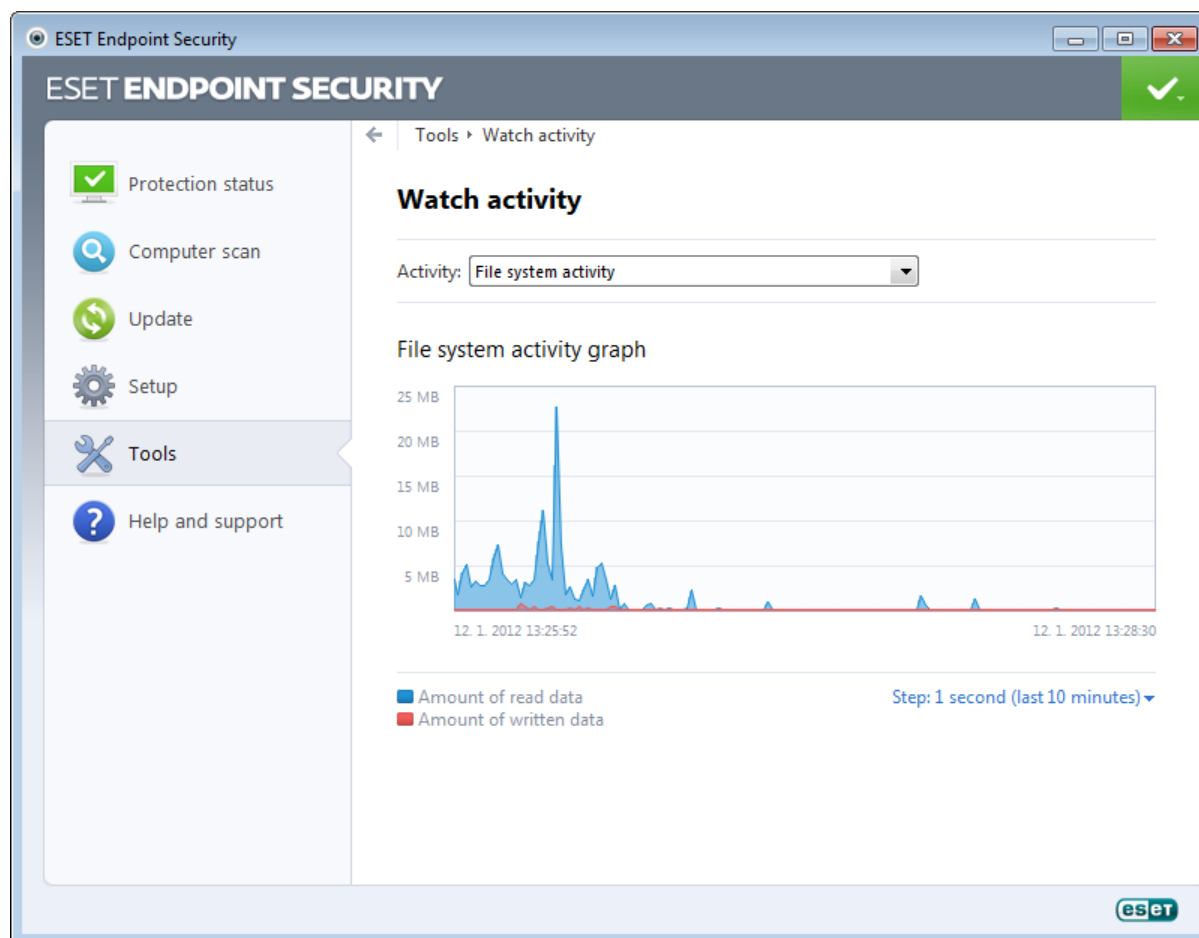 ESET Endpoint Security
ESET ENDPOINT SECURITY
Tools ‣ Watch activity
Protection status
Computer scan
Update
Setup
Tools
Help and support
Watch activity
Activity: File system activity
File system activity graph
25 MB
20 MB
15 MB
10 MB
5 MB
12. 1. 2012 13:25:52 12. 1. 2012 13:28:30
Amount of read data Step: 1 second (last 10 minutes)
Amount of written data
eseT